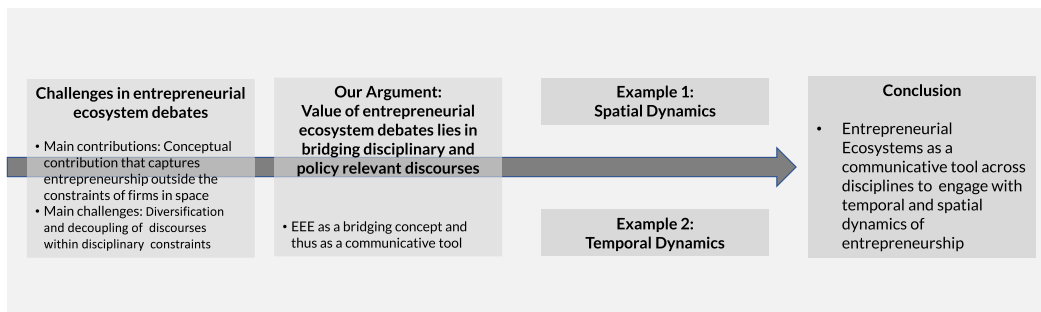 Challenges in entrepreneurial
ecosystem debates
• Main contributions: Conceptual
contribution that captures
entrepreneurship outside the
constraints of firms in space
• Main challenges: Diversification
and decoupling of discourses
within disciplinary constraints
Our Argument:
Value of entrepreneurial
ecosystem debates lies in
bridging disciplinary and
policy relevant discourses
• EEE as a bridging concept and
thus as a communicative tool
Example 1:
Spatial Dynamics
Example 2:
Temporal Dynamics
Conclusion
• Entrepreneurial
Ecosystems as a
communicative tool across
disciplines to engage with
temporal and spatial
dynamics of
entrepreneurship